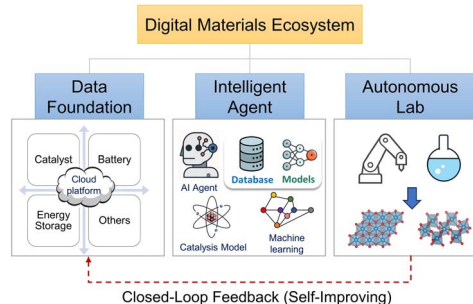 Digital Materials Ecosystem
Data
Foundation
Intelligent
Agent
Autonomous
Lab
Catalyst
Battery
Cloud
platform
Energy
Storage
Others
AI Agent
Database
Models
Catalysis Model
Machine
learning
Closed-Loop Feedback (Self-Improving)